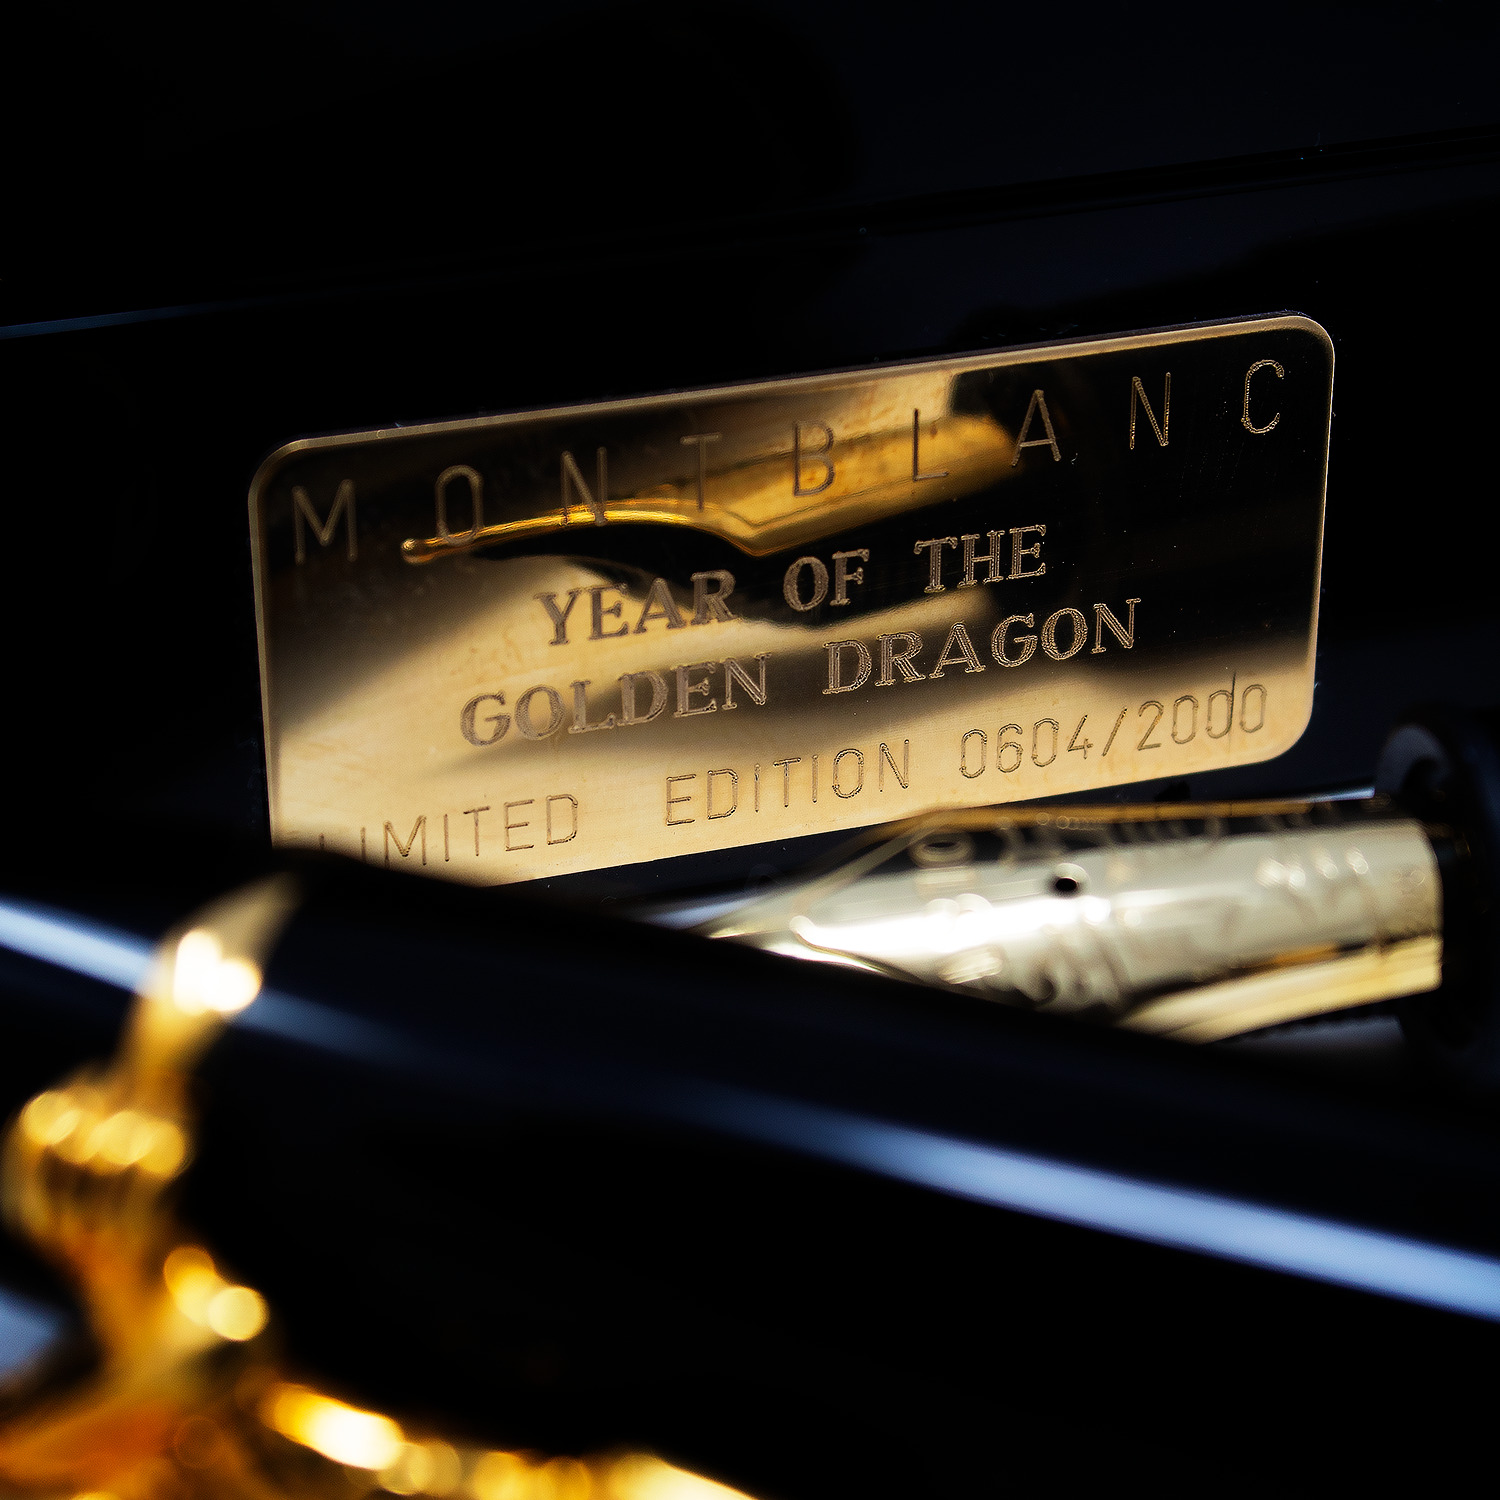 MONTBLANC
YEAR OF THE
GOLDEN DRAGON
LIMITED EDITION 0604/2000